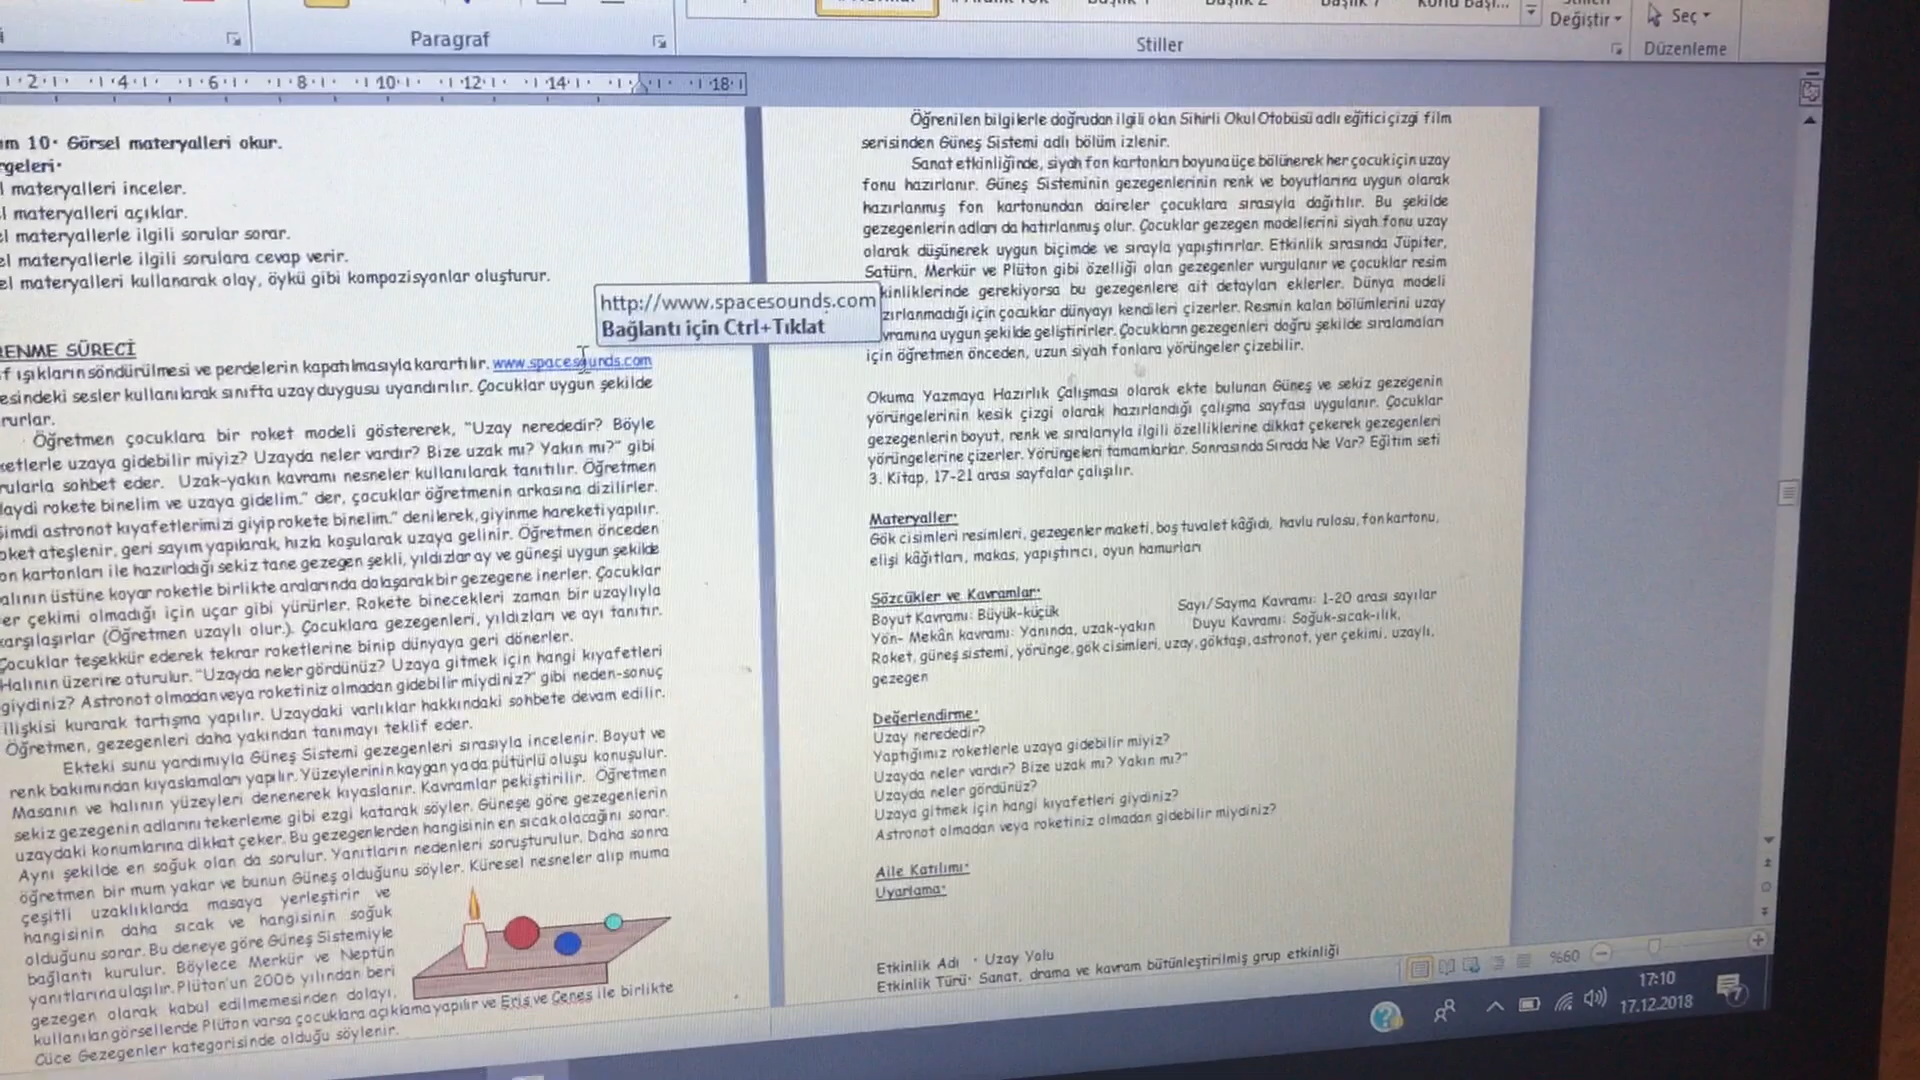 Paragraf
Stiller
Değiştir
Seç
Düzenleme
2 4 6 8 10 12 14 18
10. Görsel materyalleri okur.
materyalleri inceler.
materyalleri açıklar.
materyallerle ilgili sorular sorar.
materyallerle ilgili sorulara cevap verir.
materyalleri kullanarak olay, öykü gibi kompozisyonlar oluşturur.
http://www.spacesounds.com
Bağlantı için Ctrl+Tıklat
SÜRECİ
ışıkların söndürülmesi ve perdelerin kapatılmasıyla karartılır. www.spacesounds.com
sesler kullanılarak sınıfta uzay duygusu uyandırılır. Çocuklar uygun şekilde
Öğretmen çocuklara bir roket modeli göstererek, "Uzay nerededir? Böyle
uzaya gidebilir miyiz? Uzayda neler vardır? Bize uzak mı? Yakın mı?" gibi
sohbet eder. Uzak-yakın kavramı nesneler kullanılarak tanıtılır. Öğretmen
rokete binelim ve uzaya gidelim." der, çocuklar öğretmenin arkasına dizilirler.
astronot kıyafetlerimizi giyip rokete binelim." denilerek, giyinme hareketi yapılır.
ateşlenir, geri sayım yapılarak, hızla koşularak uzaya gelinir. Öğretmen önceden
kartonları ile hazırladığı sekiz tane gezegen şekli, yıldızlar ay ve güneşi uygun şekilde
üstüne koyar roketle birlikte aralarında dolaşarak bir gezegene inerler. Çocuklar
çekimi olmadığı için uçar gibi yürürler. Rokete binecekleri zaman bir uzaylıyla
karşılaşırlar (Öğretmen uzaylı olur.). Çocuklara gezegenleri, yıldızları ve ayı tanıtır.
Çocuklar teşekkür ederek tekrar roketlerine binip dünyaya geri dönerler.
Halının üzerine oturulur. "Uzayda neler gördünüz? Uzaya gitmek için hangi kıyafetleri
giydiniz? Astronot olmadan veya roketiniz olmadan gidebilir miydiniz?" gibi neden-sonuç
ilişkisi kurarak tartışma yapılır. Uzaydaki varlıklar hakkındaki sohbete devam edilir.
Öğretmen, gezegenleri daha yakından tanımayı teklif eder.
Ekteki sunu yardımıyla Güneş Sistemi gezegenleri sırasıyla incelenir. Boyut ve
renk bakımından kıyaslamaları yapılır. Yüzeylerinin kaygan ya da pütürlü oluşu konuşulur.
Masanın ve halının yüzeyleri denenerek kıyaslanır. Kavramlar pekiştirilir. Öğretmen
sekiz gezegenin adlarını tekerleme gibi ezgi katarak söyler. Güneşe göre gezegenlerin
uzaydaki konumlarına dikkat çeker. Bu gezegenlerden hangisinin en sıcak olacağını sorar.
Aynı şekilde en soğuk olan da sorulur. Yanıtların nedenleri soruşturulur. Daha sonra
öğretmen bir mum yakar ve bunun Güneş olduğunu söyler. Küresel nesneler alıp muma
çeşitli uzaklıklarda masaya yerleştirir ve
hangisinin daha sıcak ve hangisinin soğuk
olduğunu sorar. Bu deneye göre Güneş Sistemiyle
bağlantı kurulur. Böylece Merkür ve Neptün
yanıtlarına ulaşılır. Plüton'un 2006 yılından beri
gezegen olarak kabul edilmemesinden dolayı,
kullanılan görsellerde Plüton varsa çocuklara açıklama yapılır ve Eris ve Ceres ile birlikte
Cüce Gezegenler kategorisinde olduğu söylenir.
Öğrenilen bilgilerle doğrudan ilgili olan Sihirli Okul Otobüsü adlı eğitici çizgi film
serisinden Güneş Sistemi adlı bölüm izlenir.
Sanat etkinliğinde, siyah fon kartonları boyuna üçe bölünerek her çocuk için uzay
fonu hazırlanır. Güneş Sisteminin gezegenlerinin renk ve boyutlarına uygun olarak
hazırlanmış fon kartonundan daireler çocuklara sırasıyla dağıtılır. Bu şekilde
gezegenlerin adları da hatırlanmış olur. Çocuklar gezegen modellerini siyah fonu uzay
olarak düşünerek uygun biçimde ve sırayla yapıştırırlar. Etkinlik sırasında Jüpiter,
Satürn, Merkür ve Plüton gibi özelliği olan gezegenler vurgulanır ve çocuklar resim
kinliklerinde gerekiyorsa bu gezegenlere ait detayları eklerler. Dünya modeli
zırlanmadığı için çocuklar dünyayı kendileri çizerler. Resmin kalan bölümlerini uzay
vramına uygun şekilde geliştirirler. Çocukların gezegenleri doğru şekilde sıralamaları
için öğretmen önceden, uzun siyah fonlara yörüngeler çizebilir.
Okuma Yazmaya Hazırlık Çalışması olarak ekte bulunan Güneş ve sekiz gezegenin
yörüngelerinin kesik çizgi olarak hazırlandığı çalışma sayfası uygulanır. Çocuklar
gezegenlerin boyut, renk ve sıralarıyla ilgili özelliklerine dikkat çekerek gezegenleri
yörüngelerine çizerler. Yörüngeleri tamamlarlar. Sonrasında Sırada Ne Var? Eğitim seti
3. Kitap, 17-21 arası sayfalar çalışılır.
Materyaller:
Gök cisimleri resimleri, gezegenler maketi, boş tuvalet kâğıdı, havlu rulosu, fon kartonu,
elişi kâğıtları, makas, yapıştırıcı, oyun hamurları
Sözcükler ve Kavramlar:
Boyut Kavramı: Büyük-küçük Sayı/Sayma Kavramı: 1-20 arası sayılar
Yön- Mekân kavramı: Yanında, uzak-yakın Duyu Kavramı: Soğuk-sıcak-ılık,
Roket, güneş sistemi, yörünge, gök cisimleri, uzay, göktaşı, astronot, yer çekimi, uzaylı,
gezegen
Değerlendirme:
Uzay nerededir?
Yaptığımız roketlerle uzaya gidebilir miyiz?
Uzayda neler vardır? Bize uzak mı? Yakın mı?"
Uzayda neler gördünüz?
Uzaya gitmek için hangi kıyafetleri giydiniz?
Astronot olmadan veya roketiniz olmadan gidebilir miydiniz?
Aile Katılımı:
Uyarlama:
Etkinlik Adı : Uzay Yolu
Etkinlik Türü: Sanat, drama ve kavram bütünleştirilmiş grup etkinliği
%60
17:10
17.12.2018
7